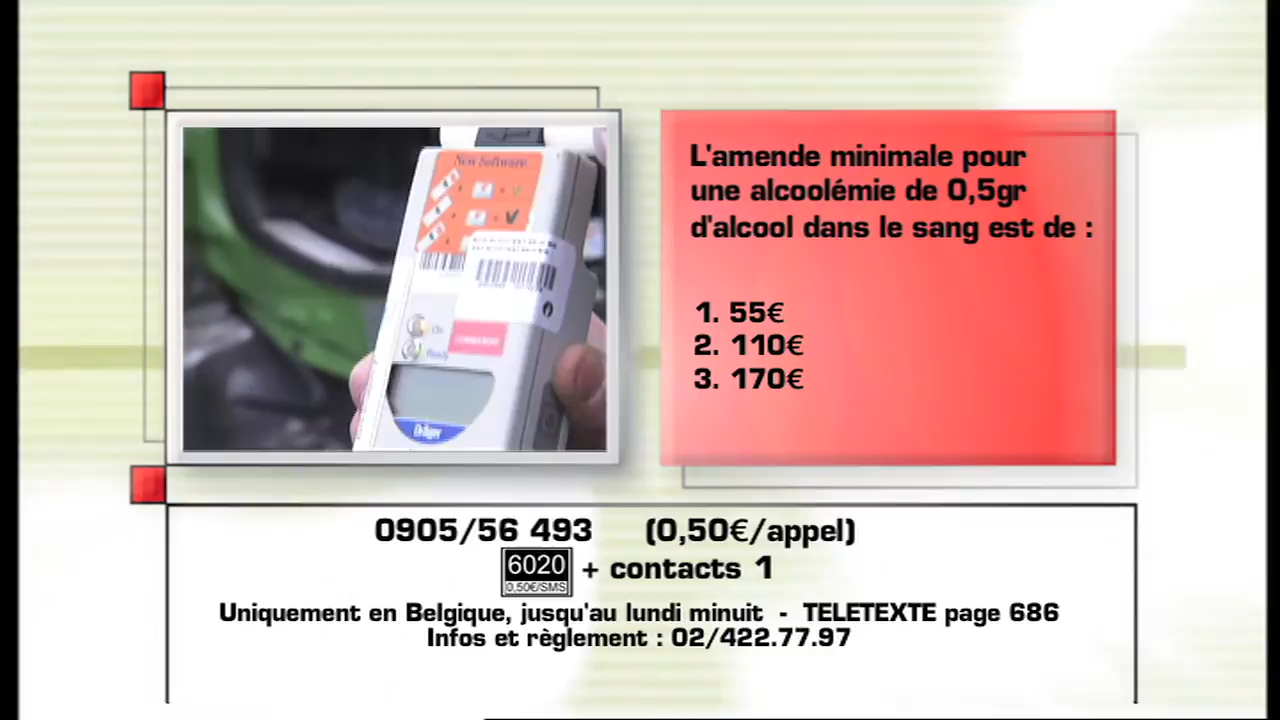 New Software
On
Ready
Dräger
L'amende minimale pour
une alcoolémie de 0,5gr
d'alcool dans le sang est de :
1. 55€
2. 110€
3. 170€
0905/56 493 (0,50€/appel)
6020 + contacts 1
0,50€/SMS
Uniquement en Belgique, jusqu'au lundi minuit - TELETEXTE page 686
Infos et règlement : 02/422.77.97